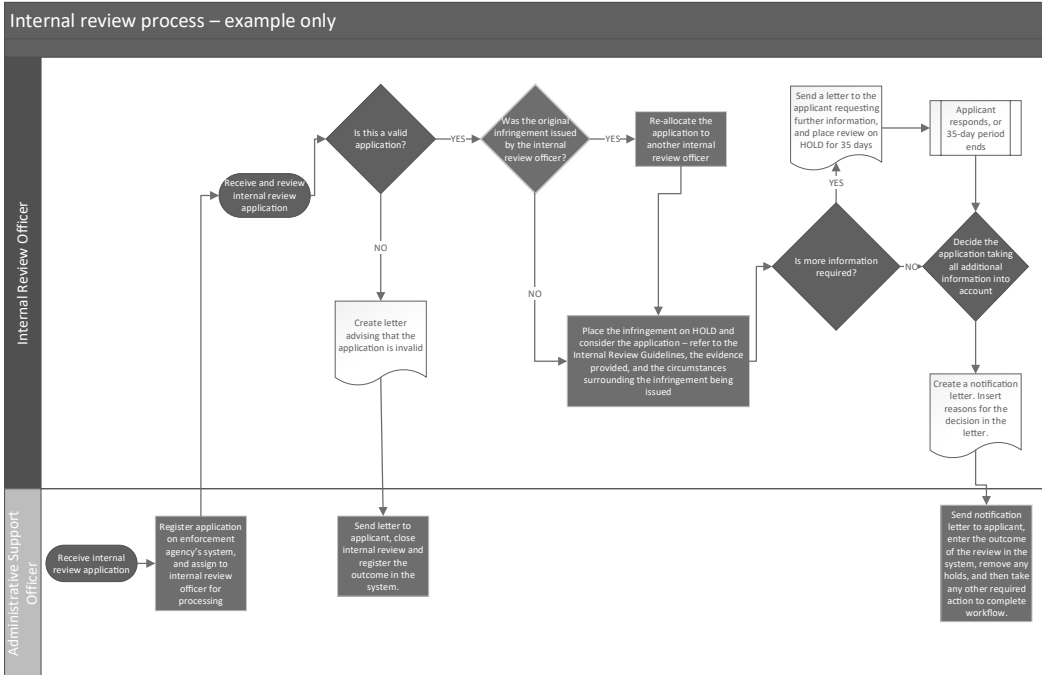 Internal review process – example only
Internal Review Officer
Receive and review
internal review
application
Is this a valid
application?
YES
NO
Create letter
advising that the
application is invalid
Was the original
infringement issued
by the internal
review officer?
YES
NO
Re-allocate the
application to
another internal
review officer
Place the infringement on HOLD and
consider the application – refer to the
Internal Review Guidelines, the evidence
provided, and the circumstances
surrounding the infringement being
issued
Is more information
required?
YES
NO
Send a letter to the
applicant requesting
further information,
and place review on
HOLD for 35 days
Applicant
responds, or
35-day period
ends
Decide the
application taking
all additional
information into
account
Create a notification
letter. Insert
reasons for the
decision in the
letter.
Administrative Support
Officer
Receive internal
review application
Register application
on enforcement
agency's system,
and assign to
internal review
officer for
processing
Send letter to
applicant, close
internal review and
register the
outcome in the
system.
Send notification
letter to applicant,
enter the outcome
of the review in the
system, remove any
holds, and then take
any other required
action to complete
workflow.